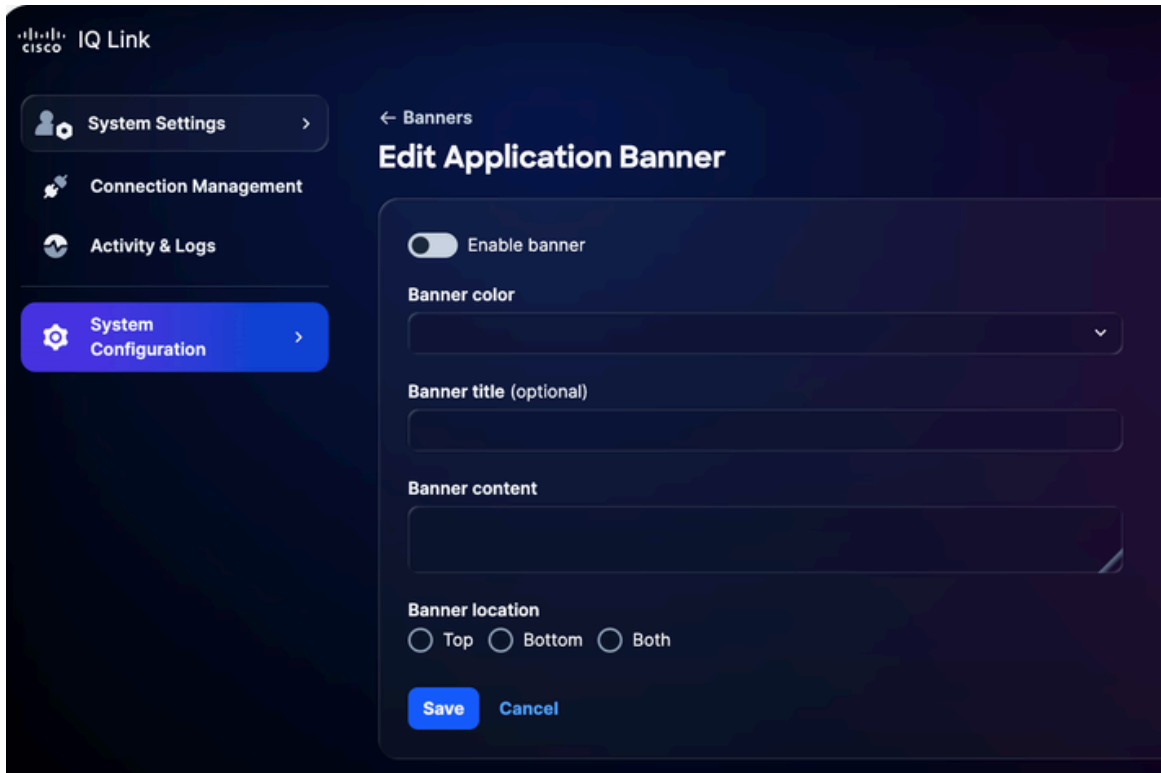 cisco IQ Link
System Settings
Connection Management
Activity & Logs
System
Configuration
← Banners
Edit Application Banner
Enable banner
Banner color
Banner title (optional)
Banner content
Banner location
Top Bottom Both
Save Cancel